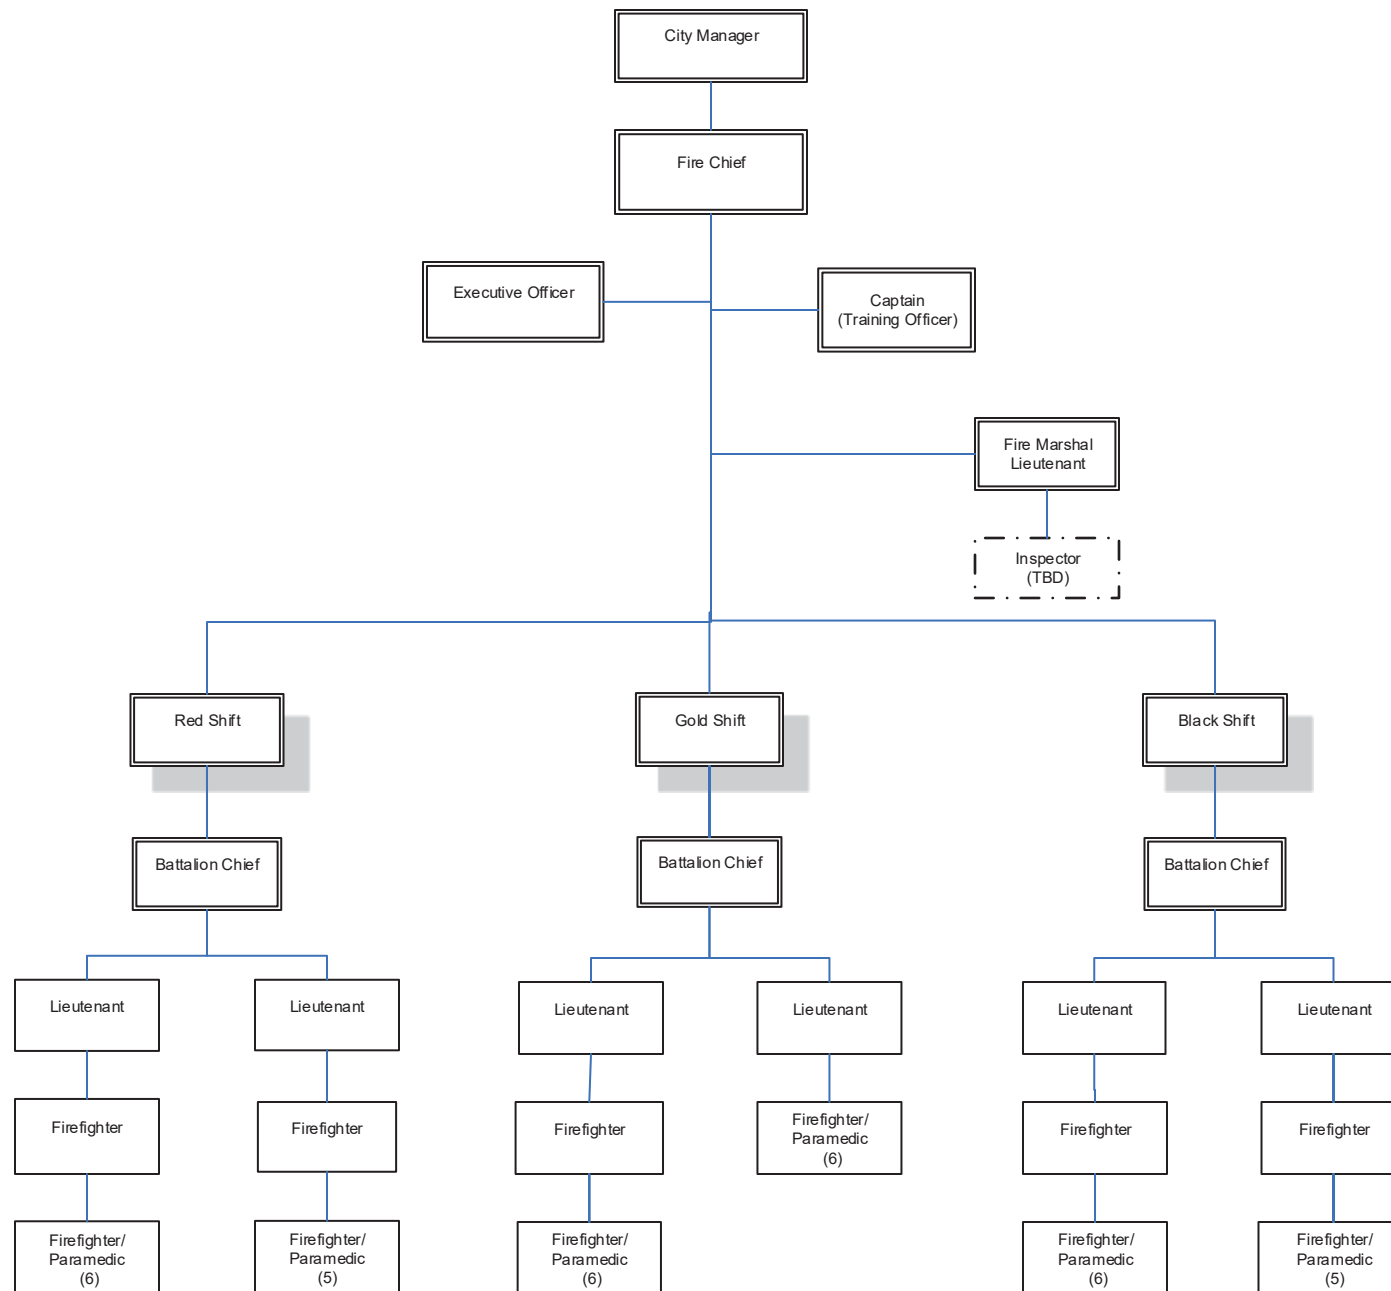 City Manager
Fire Chief
Executive Officer
Captain
(Training Officer)
Fire Marshal
Lieutenant
Inspector
(TBD)
Red Shift
Gold Shift
Black Shift
Battalion Chief
Battalion Chief
Battalion Chief
Lieutenant
Lieutenant
Lieutenant
Lieutenant
Lieutenant
Lieutenant
Firefighter
Firefighter
Firefighter
Firefighter/
Paramedic
(6)
Firefighter
Firefighter
Firefighter/
Paramedic
(6)
Firefighter/
Paramedic
(5)
Firefighter/
Paramedic
(6)
Firefighter/
Paramedic
(6)
Firefighter/
Paramedic
(5)